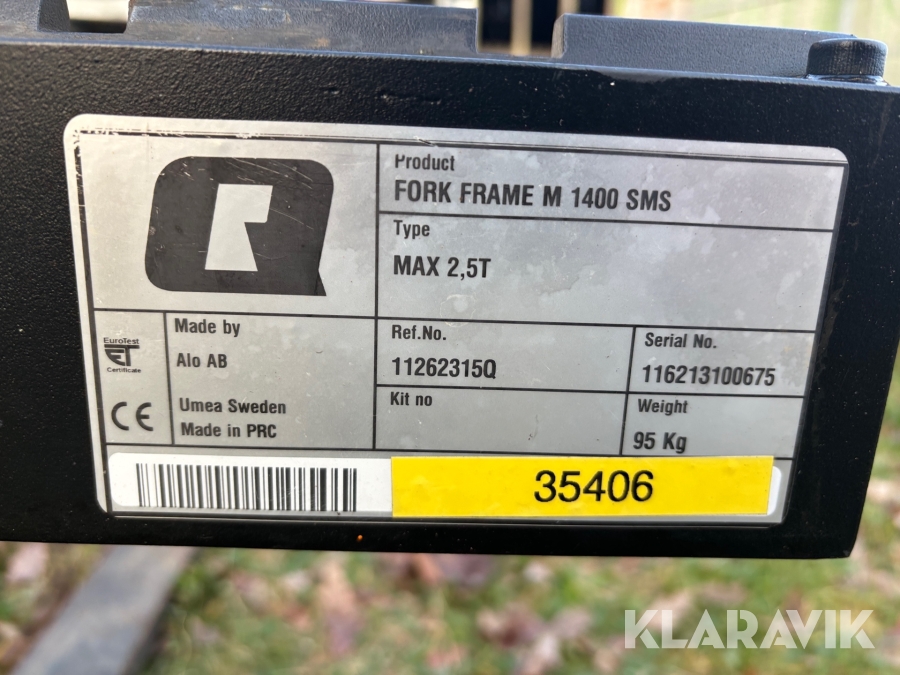 Product
FORK FRAME M 1400 SMS
Type
MAX 2,5T
Made by
Alo AB
Umea Sweden
Made in PRC
EuroTest
ET
Certificate
CE
Ref.No.
11262315Q
Serial No.
116213100675
Kit no
Weight
95 Kg
35406
KLARAVIK